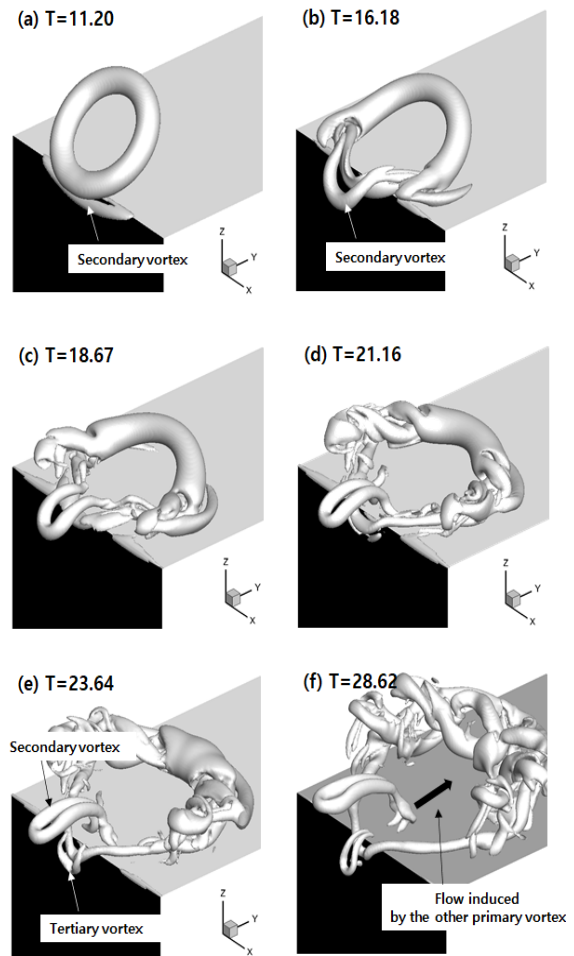 (a) T=11.20
Secondary vortex
Z
Y
X
(b) T=16.18
Secondary vortex
Z
Y
X
(c) T=18.67
Z
Y
X
(d) T=21.16
Z
Y
X
(e) T=23.64
Secondary vortex
Tertiary vortex
Z
Y
X
(f) T=28.62
Flow induced
by the other primary vortex